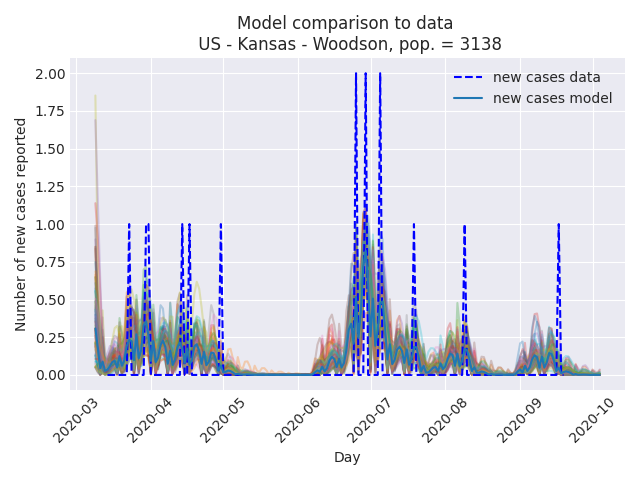 Model comparison to data
US - Kansas - Woodson, pop. = 3138
Number of new cases reported
2.00
1.75
1.50
1.25
1.00
0.75
0.50
0.25
0.00
new cases data
new cases model
2020-03
2020-04
2020-05
2020-06
2020-07
2020-08
2020-09
2020-10
Day